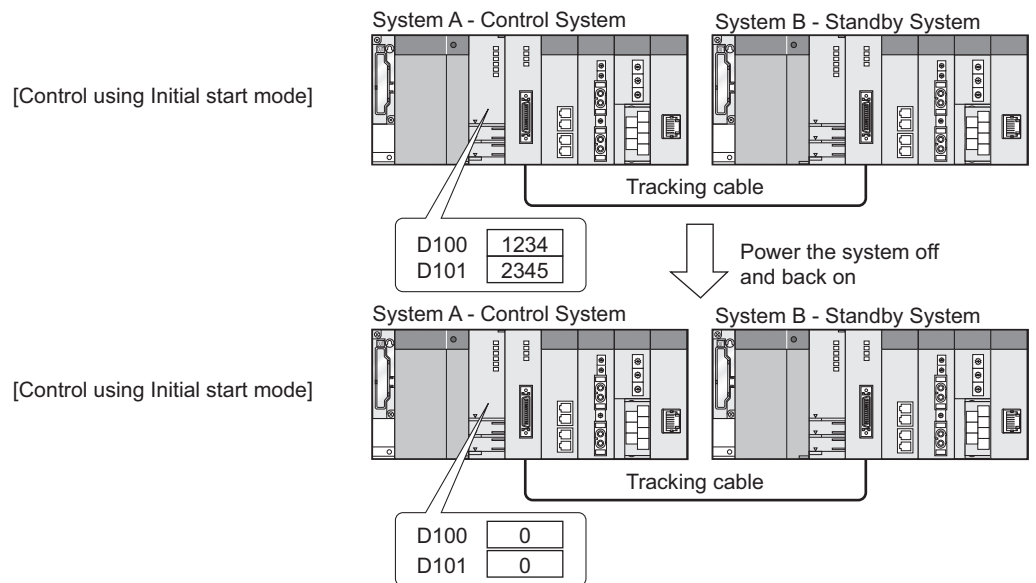 System A - Control System
System B - Standby System
[Control using Initial start mode]
Tracking cable
D100 1234
D101 2345
Power the system off
and back on
System A - Control System
System B - Standby System
[Control using Initial start mode]
Tracking cable
D100 0
D101 0